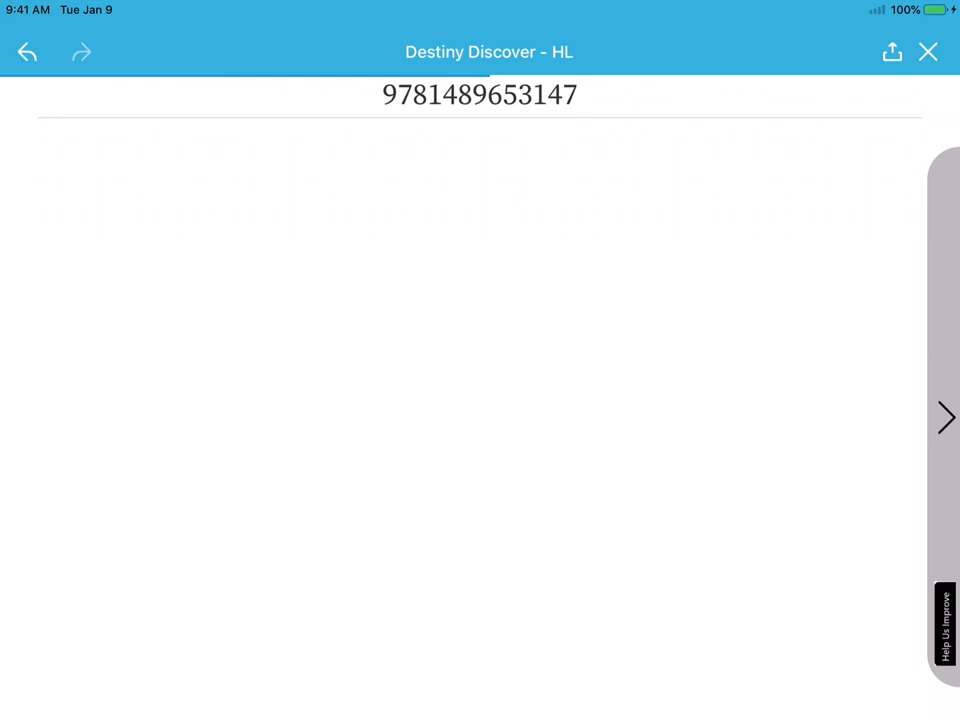 9:41 AM Tue Jan 9
100%
Destiny Discover - HL
9781489653147
Help Us Improve